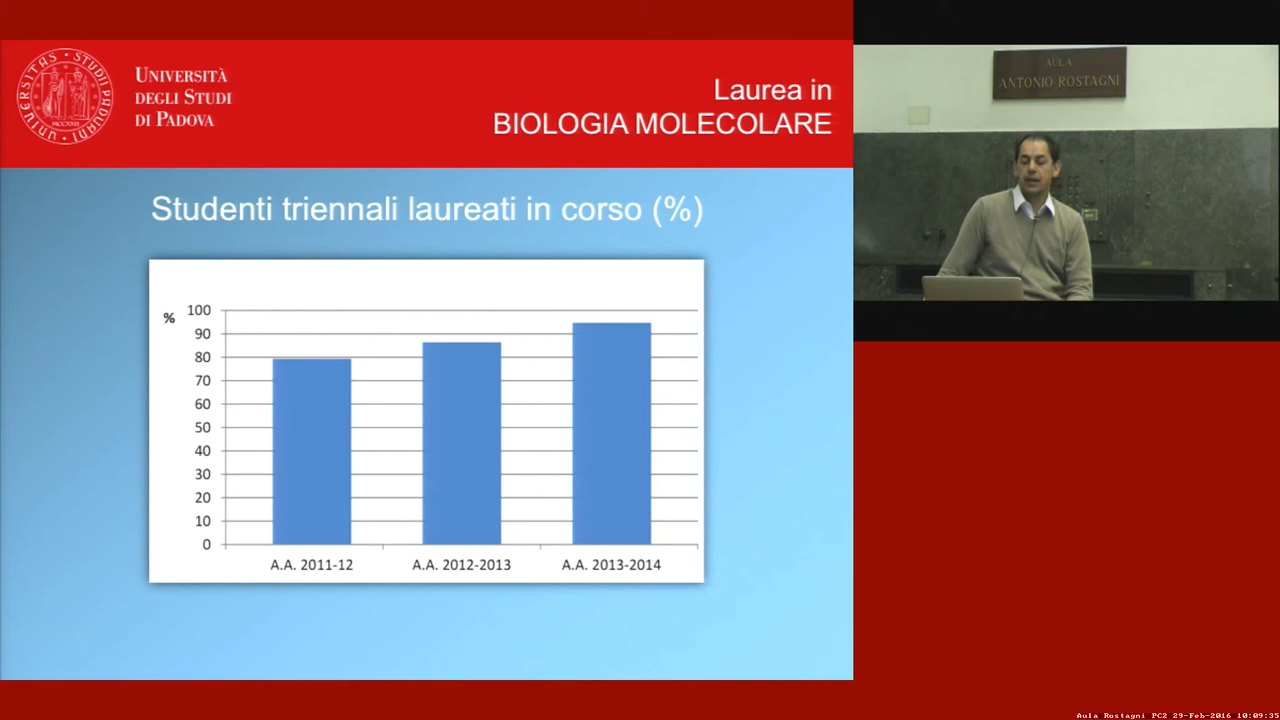 UNIVERSITÀ
DEGLI STUDI
DI PADOVA
Laurea in
BIOLOGIA MOLECOLARE
Studenti triennali laureati in corso (%)
%
100
90
80
70
60
50
40
30
20
10
0
A.A. 2011-12
A.A. 2012-2013
A.A. 2013-2014
AULA
ANTONIO ROSTAGNI
Aula Rostagni PC2 29-Feb-2016 10:09:35